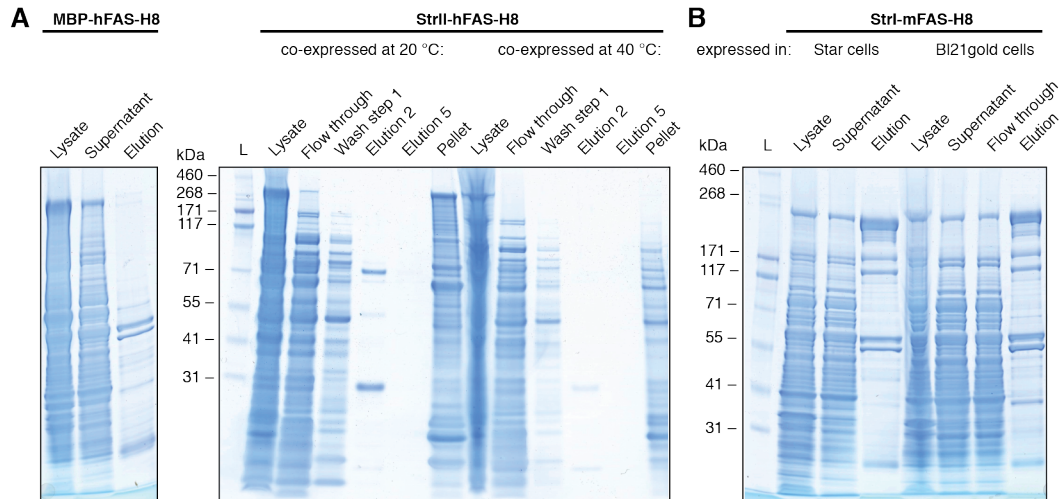 A
MBP-hFAS-H8
StrII-hFAS-H8
co-expressed at 20 °C:
co-expressed at 40 °C:
Lysate
Supernatant
Elution
kDa
L
Lysate
Flow through
Wash step 1
Elution 2
Elution 5
Pellet
Lysate
Flow through
Wash step 1
Elution 2
Elution 5
Pellet
460
268
171
117
71
55
41
31
B
StrI-mFAS-H8
expressed in:
Star cells
Bl21gold cells
kDa
L
Lysate
Supernatant
Elution
Lysate
Supernatant
Flow through
Elution
460
268
171
117
71
55
41
31